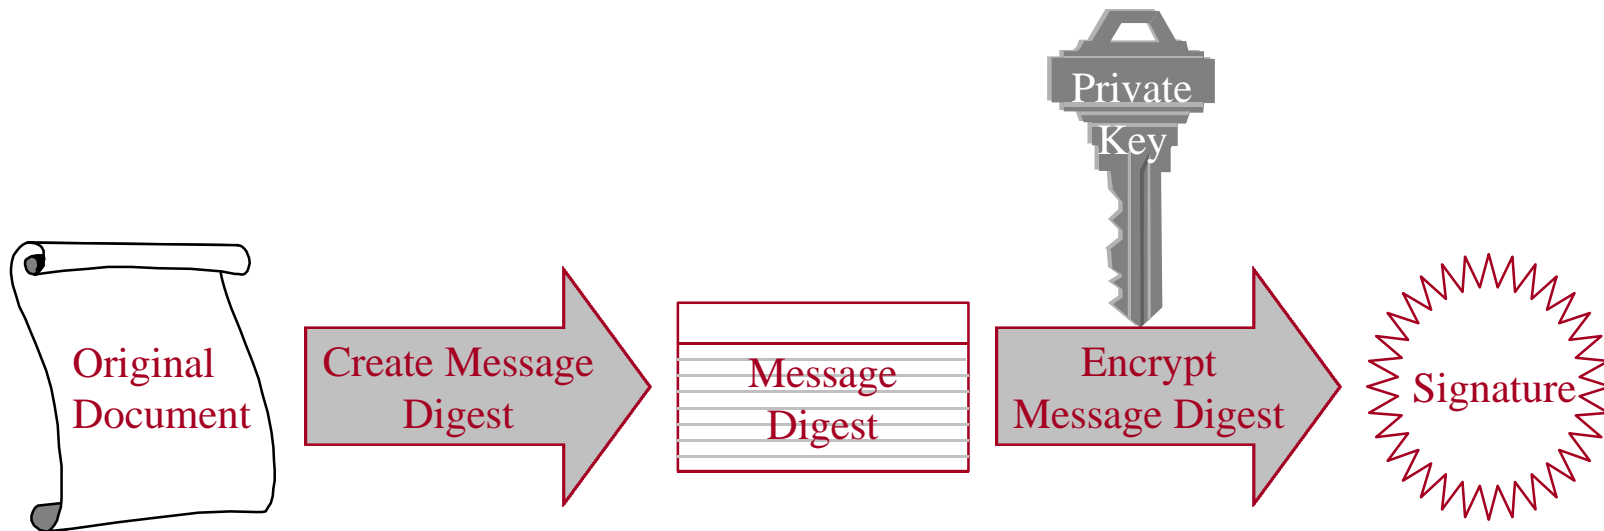 Private
Key
Original
Document
Create Message
Digest
Message
Digest
Encrypt
Message Digest
Signature